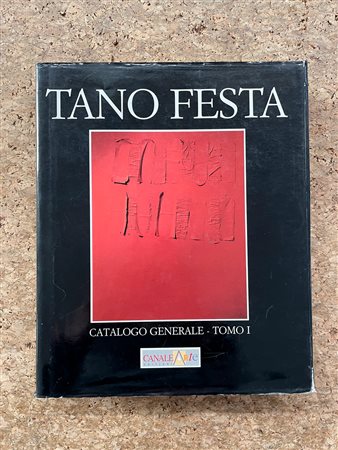 TANO FESTA
CATALOGO GENERALE - TOMO I
CANALE Arte